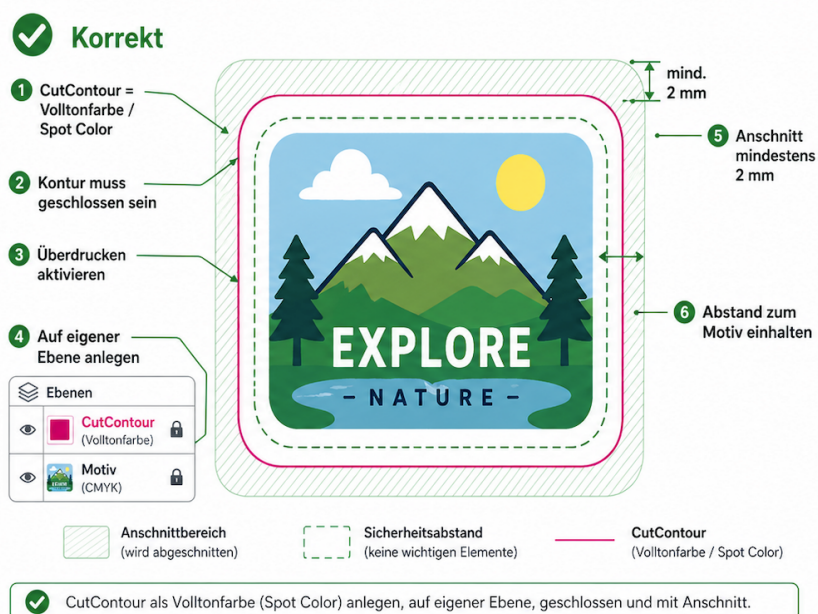 Korrekt
1 CutContour =
Volltonfarbe /
Spot Color
2 Kontur muss
geschlossen sein
3 Überdrucken
aktivieren
4 Auf eigener
Ebene anlegen
Ebenen
CutContour
(Volltonfarbe)
Motiv
(CMYK)
EXPLORE
– NATURE –
mind.
2 mm
5 Anschnitt
mindestens
2 mm
6 Abstand zum
Motiv einhalten
Anschnittbereich
(wird abgeschnitten)
Sicherheitsabstand
(keine wichtigen Elemente)
CutContour
(Volltonfarbe / Spot Color)
CutContour als Volltonfarbe (Spot Color) anlegen, auf eigener Ebene, geschlossen und mit Anschnitt.